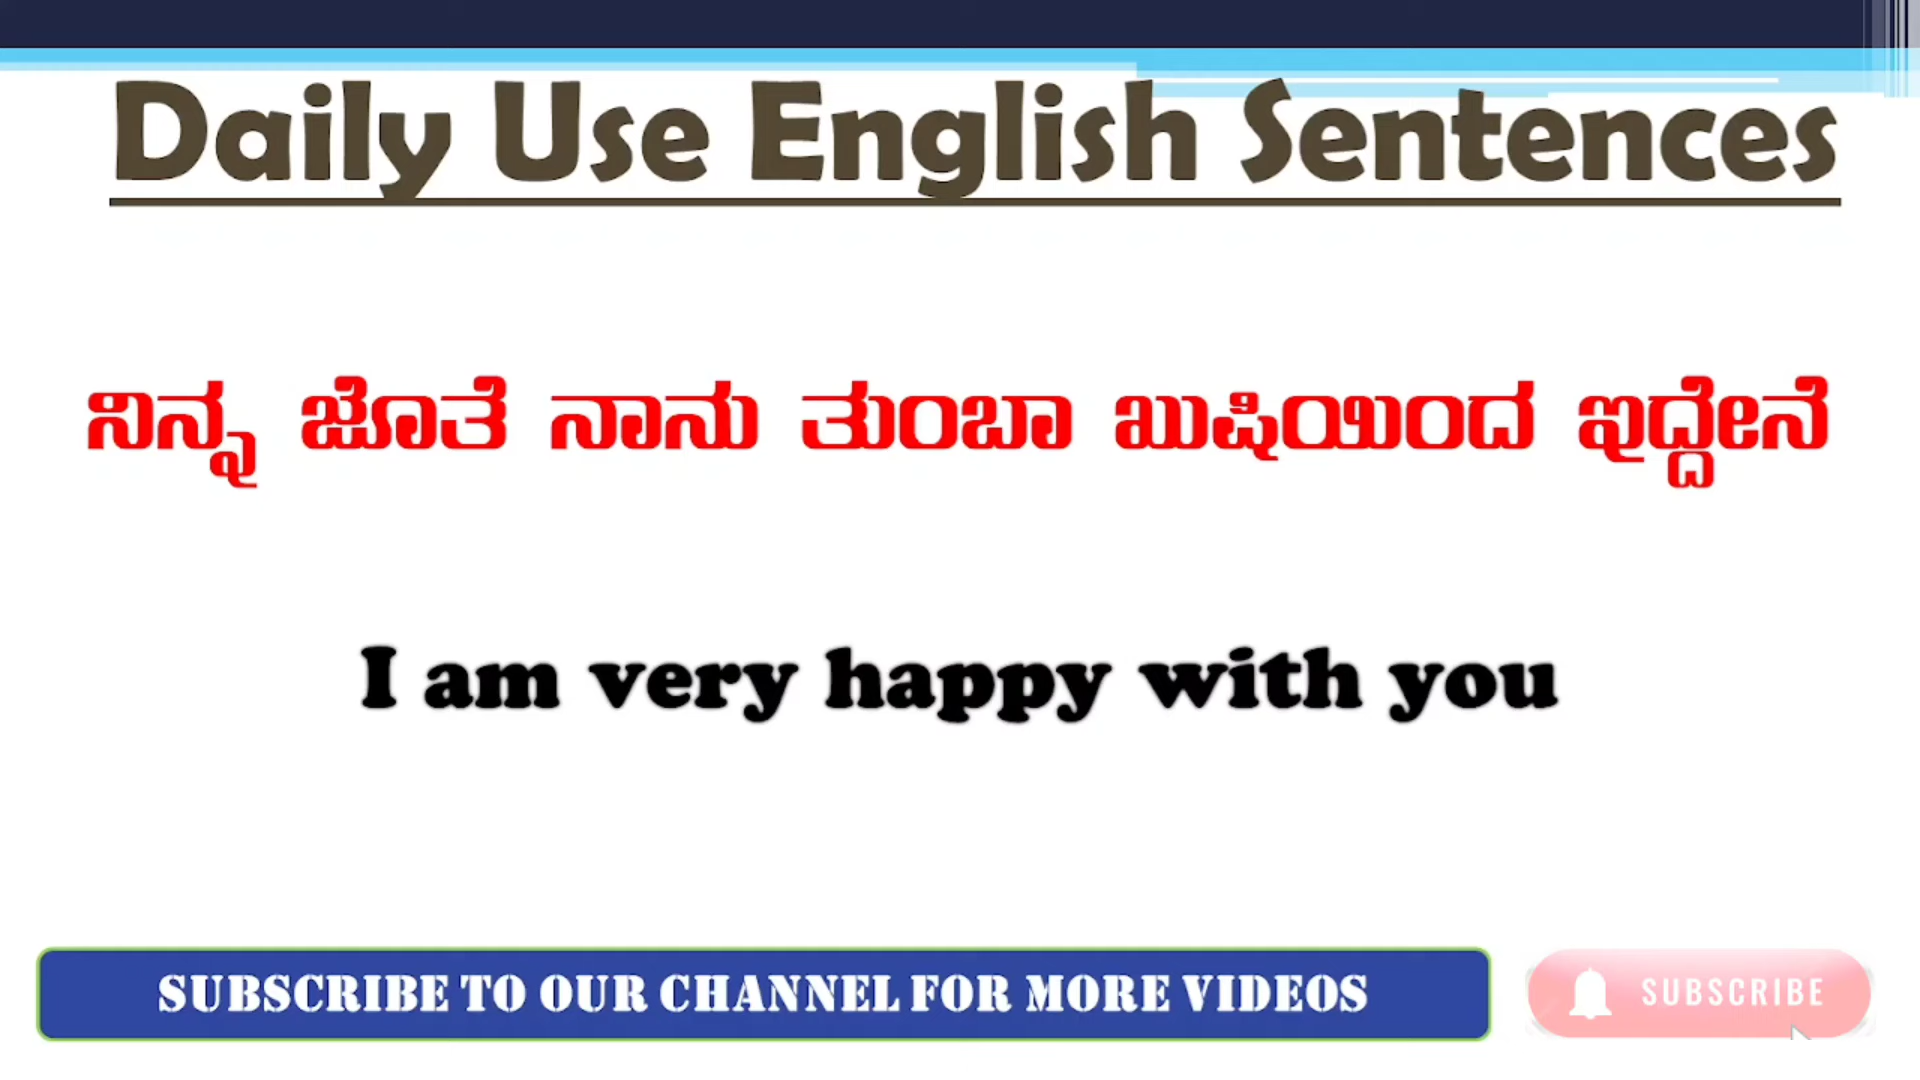 Daily Use English Sentences
ನಿನ್ನ ಜೊತೆ ನಾನು ತುಂಬಾ ಖುಷಿಯಿಂದ ಇದ್ದೇನೆ
I am very happy with you
SUBSCRIBE TO OUR CHANNEL FOR MORE VIDEOS
SUBSCRIBE